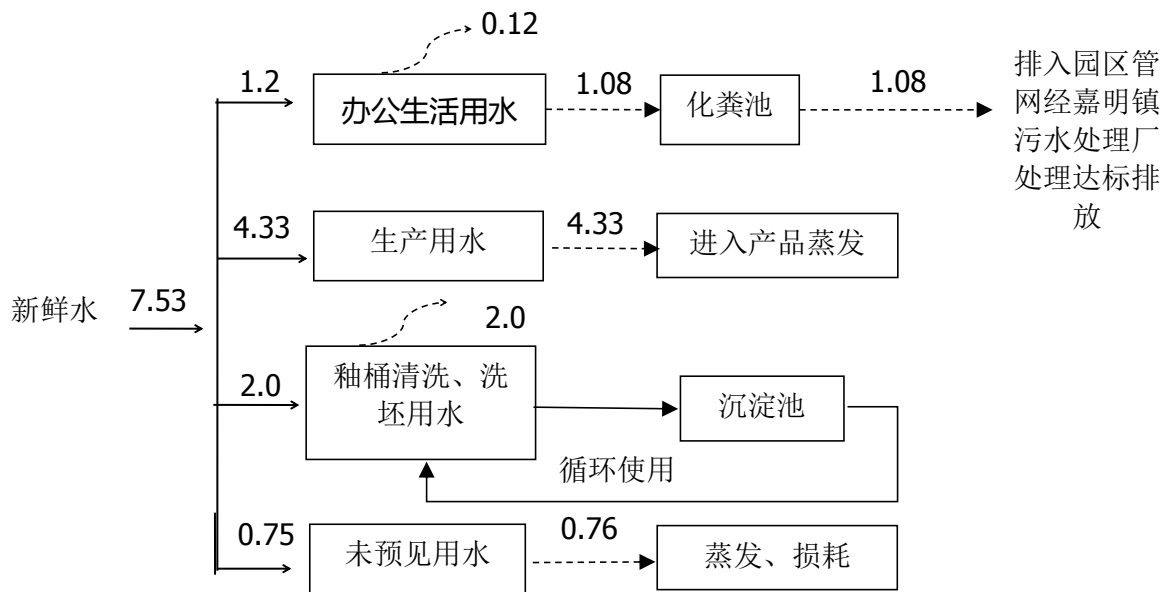 0.12
1.2
办公生活用水
1.08
化粪池
1.08
排入园区管
网经嘉明镇
污水处理厂
处理达标排
放
4.33
生产用水
4.33
进入产品蒸发
新鲜水
7.53
2.0
2.0
釉桶清洗、洗
坯用水
沉淀池
循环使用
0.75
未预见用水
0.76
蒸发、损耗